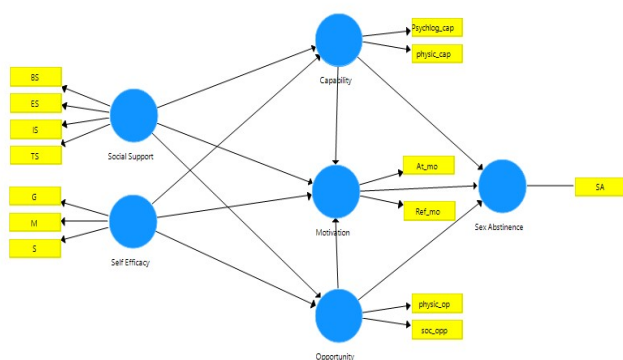 Psychlog_cap
physic_cap
Capability
BS
ES
IS
TS
Social Support
At_mo
Ref_mo
Motivation
SA
Sex Abstinence
G
M
S
Self Efficacy
physic_op
soc_opp
Opportunity